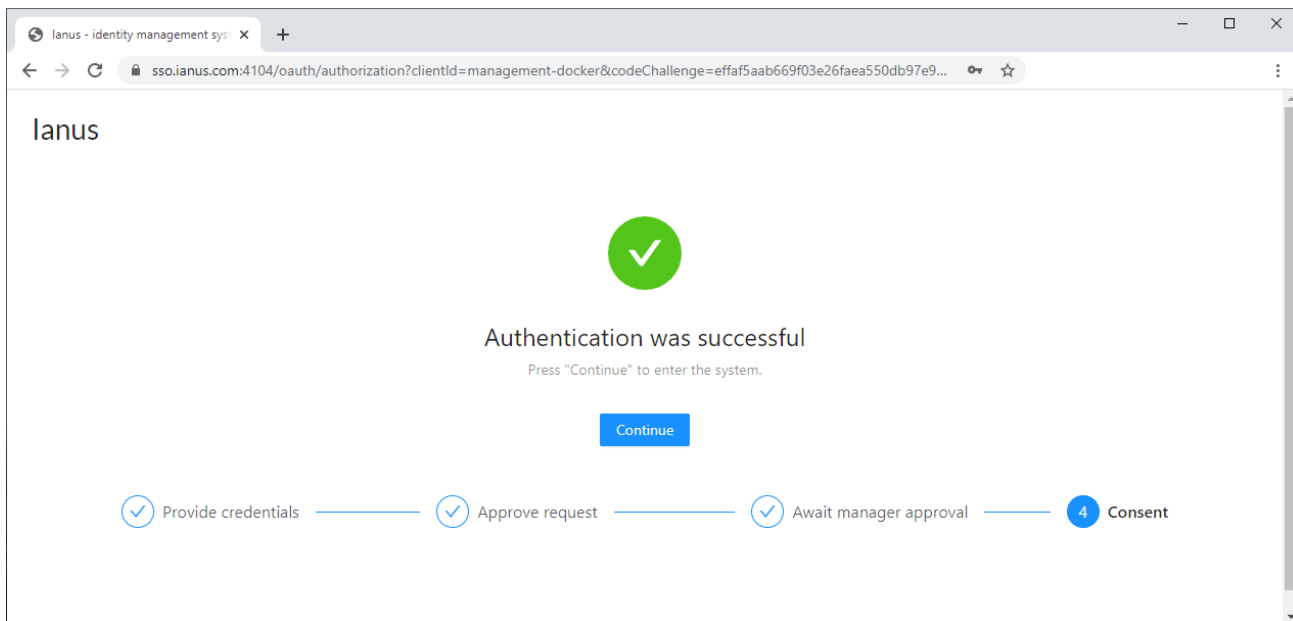 Ianus - identity management syst
sso.ianus.com:4104/oauth/authorization?clientId=management-docker&codeChallenge=effaf5aab669f03e26faea550db97e9...
Ianus
Authentication was successful
Press "Continue" to enter the system.
Continue
Provide credentials
Approve request
Await manager approval
4 Consent